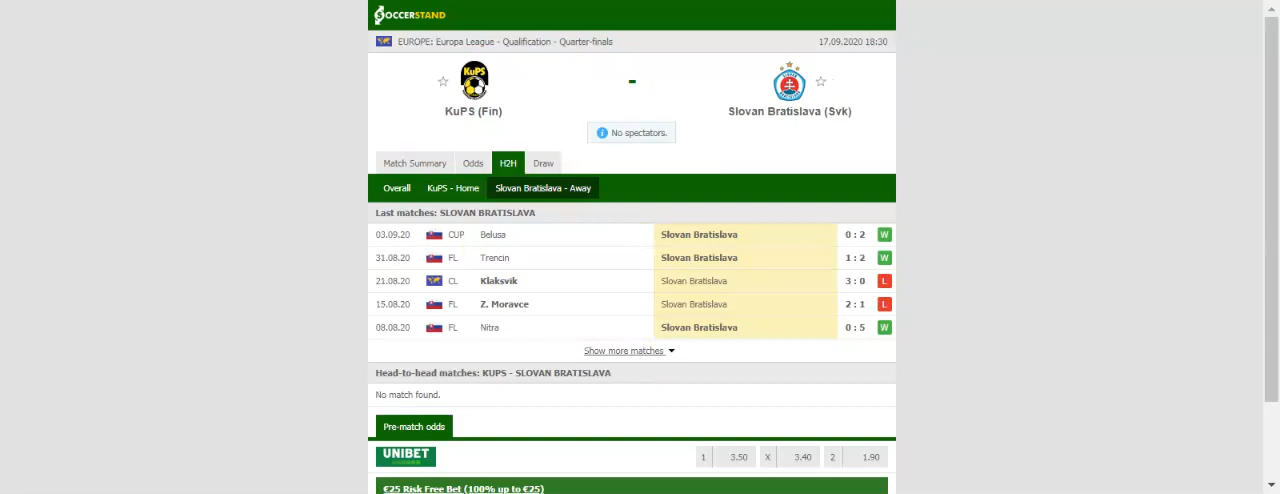 SOCCERSTAND
EUROPE: Europa League - Qualification - Quarter-finals 17.09.2020 18:30
KuPS
-
KuPS (Fin) Slovan Bratislava (Svk)
No spectators.
Match Summary Odds H2H Draw
Overall KuPS - Home Slovan Bratislava - Away
Last matches: SLOVAN BRATISLAVA
03.09.20 CUP Belusa Slovan Bratislava 0 : 2 W
31.08.20 FL Trencin Slovan Bratislava 1 : 2 W
21.08.20 CL Klaksvik Slovan Bratislava 3 : 0 L
15.08.20 FL Z. Moravce Slovan Bratislava 2 : 1 L
08.08.20 FL Nitra Slovan Bratislava 0 : 5 W
Show more matches
Head-to-head matches: KUPS - SLOVAN BRATISLAVA
No match found.
Pre-match odds
UNIBET 1 3.50 X 3.40 2 1.90
€25 Risk Free Bet (100% up to €25)